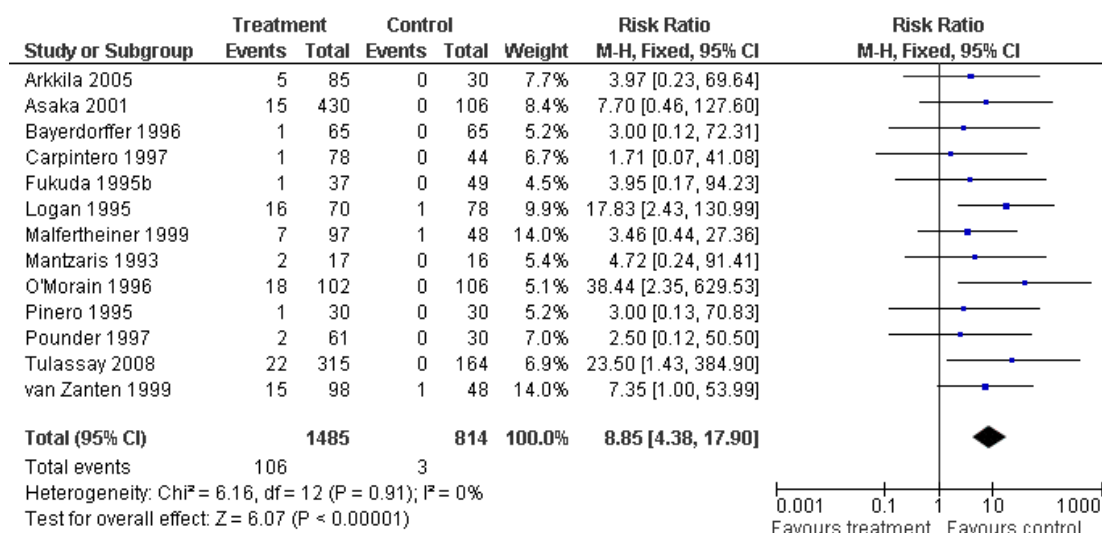 Treatment Control Risk Ratio Risk Ratio
Study or Subgroup Events Total Events Total Weight M-H, Fixed, 95% CI M-H, Fixed, 95% CI
Arkkila 2005 5 85 0 30 7.7% 3.97 [0.23, 69.64]
Asaka 2001 15 430 0 106 8.4% 7.70 [0.46, 127.60]
Bayerdorffer 1996 1 65 0 65 5.2% 3.00 [0.12, 72.31]
Carpintero 1997 1 78 0 44 6.7% 1.71 [0.07, 41.08]
Fukuda 1995b 1 37 0 49 4.5% 3.95 [0.17, 94.23]
Logan 1995 16 70 1 78 9.9% 17.83 [2.43, 130.99]
Malfertheiner 1999 7 97 1 48 14.0% 3.46 [0.44, 27.36]
Mantzaris 1993 2 17 0 16 5.4% 4.72 [0.24, 91.41]
O'Morain 1996 18 102 0 106 5.1% 38.44 [2.35, 629.53]
Pinero 1995 1 30 0 30 5.2% 3.00 [0.13, 70.83]
Pounder 1997 2 61 0 30 7.0% 2.50 [0.12, 50.50]
Tulassay 2008 22 315 0 164 6.9% 23.50 [1.43, 384.90]
van Zanten 1999 15 98 1 48 14.0% 7.35 [1.00, 53.99]
Total (95% CI) 1485 814 100.0% 8.85 [4.38, 17.90]
Total events 106 3
Heterogeneity: Chi² = 6.16, df = 12 (P = 0.91); I² = 0%
Test for overall effect: Z = 6.07 (P < 0.00001)
0.001 0.1 1 10 1000
Favours treatment Favours control